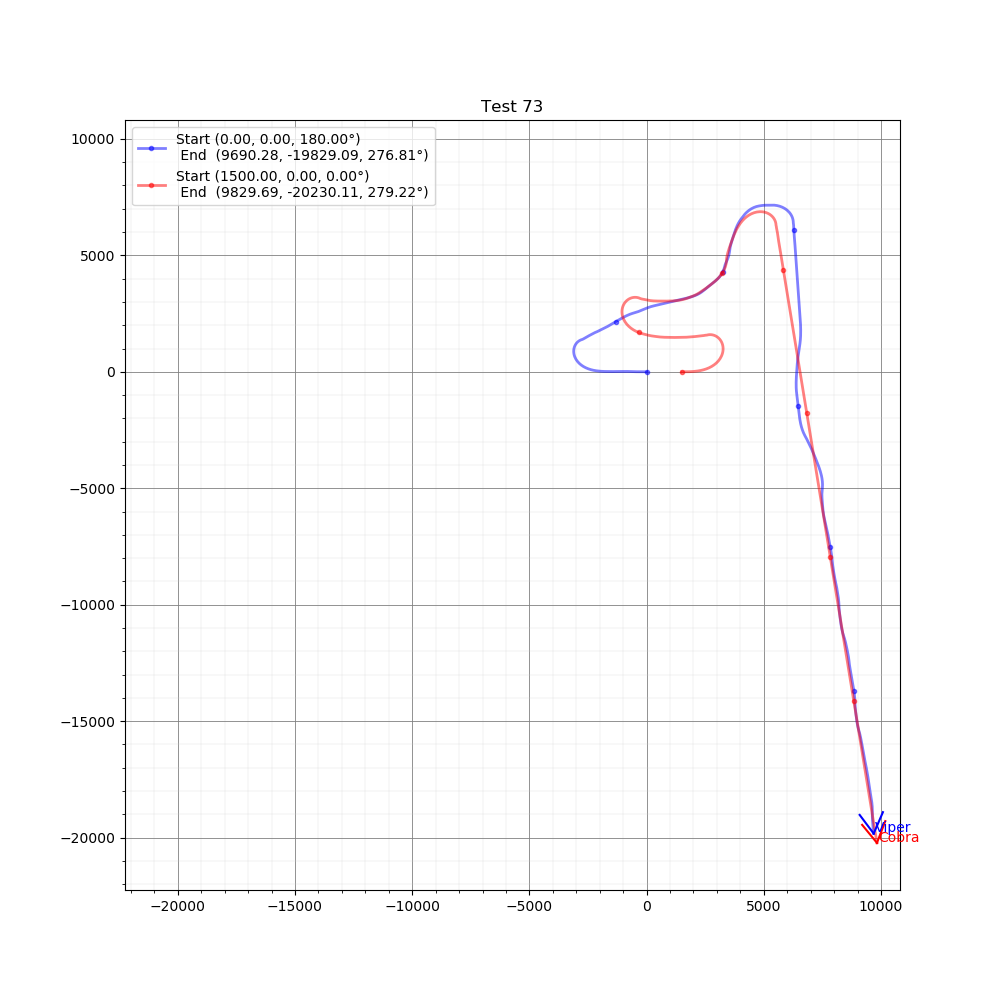 Test 73
Start (0.00, 0.00, 180.00°)
End  (9690.28, -19829.09, 276.81°)
Start (1500.00, 0.00, 0.00°)
End  (9829.69, -20230.11, 279.22°)
10000
5000
0
−5000
−10000
−15000
−20000
Viper
Cobra
−20000 −15000 −10000 −5000 0 5000 10000